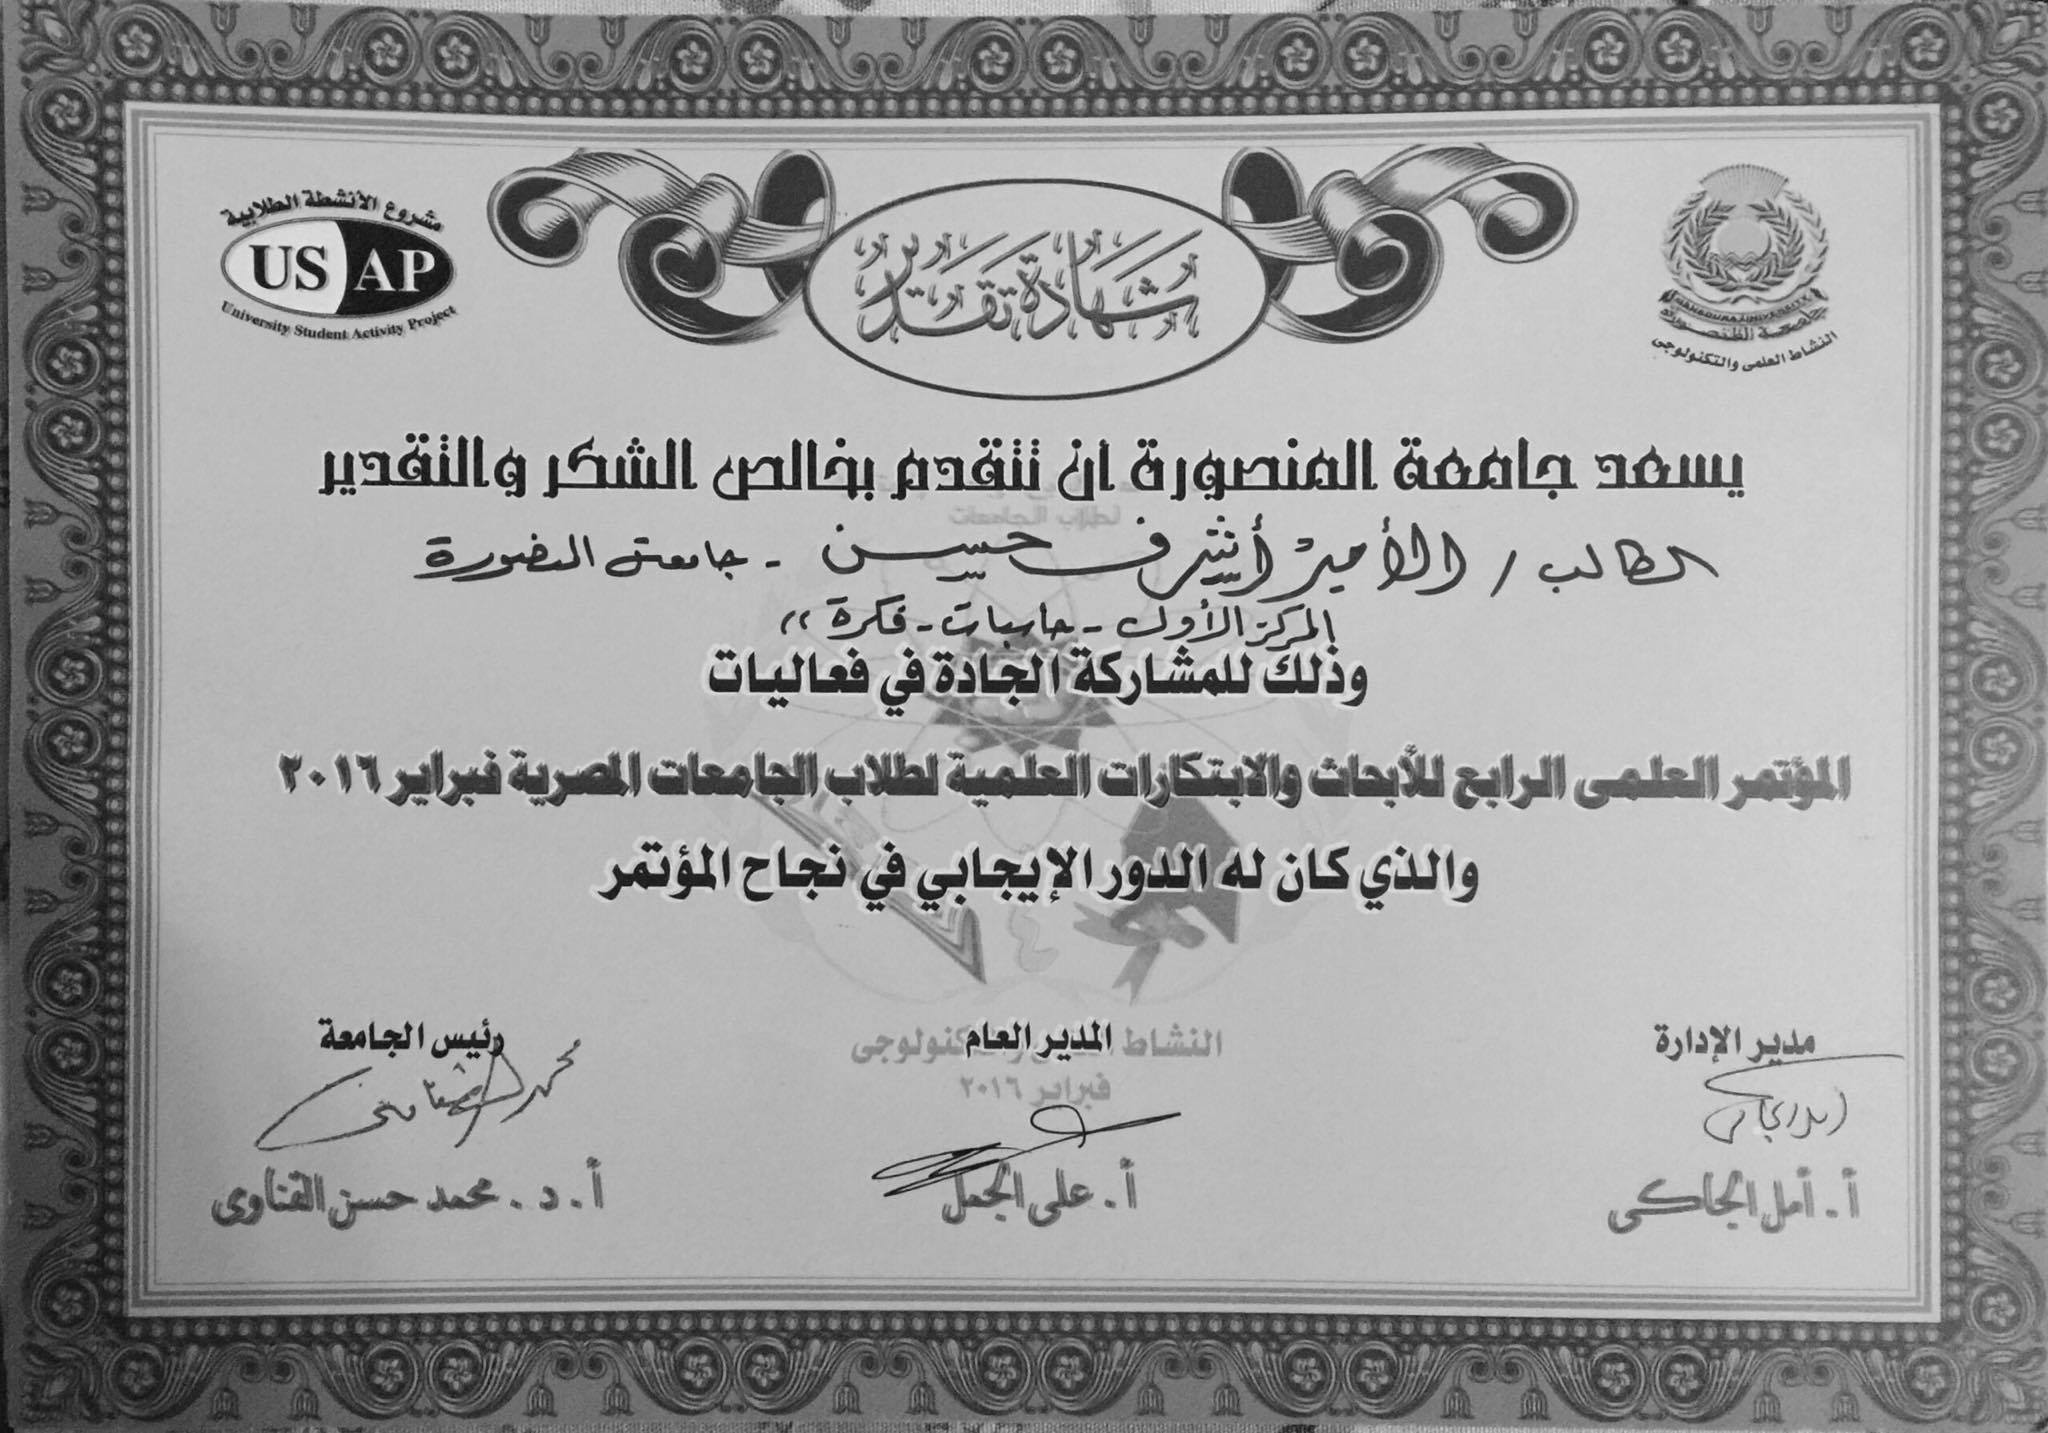 مشروع الأنشطة الطلابية
USAP
University Student Activity Project
شهادة تقدير
MANSOURA UNIVERSITY
جامعة المنصورة
النشاط العلمى والتكنولوجى
يسعد جامعة المنصورة ان تتقدم بخالص الشكر والتقدير
لطلاب الجامعات
الطالب / الأمير أشرف حسين - جامعة المنصورة
المركز الأول - حاسبات - فكرة ,,
وذلك للمشاركة الجادة في فعاليات
المؤتمر العلمى الرابع للأبحاث والابتكارات العلمية لطلاب الجامعات المصرية فبراير ٢٠١٦
والذي كان له الدور الإيجابي في نجاح المؤتمر
٤
مدير الإدارة
المدير العام
رئيس الجامعة
النشاط
فبراير ٢٠١٦
أ. أمل الجاكى
أ. على الجمل
أ. د. محمد حسن القناوى